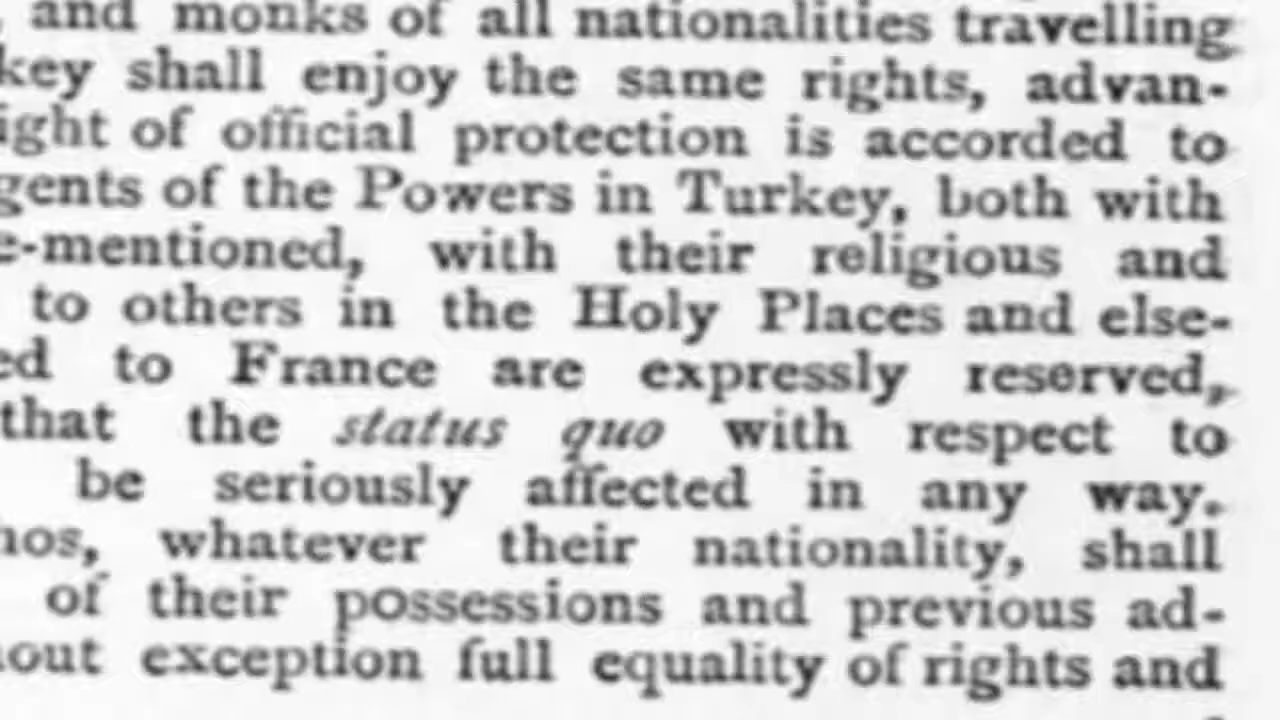 , and monks of all nationalities travelling
key shall enjoy the same rights, advan-
ight of official protection is accorded to
gents of the Powers in Turkey, both with
e-mentioned, with their religious and
to others in the Holy Places and else-
ed to France are expressly reserved,
that the status quo with respect to
be seriously affected in any way.
hos, whatever their nationality, shall
of their possessions and previous ad-
out exception full equality of rights and